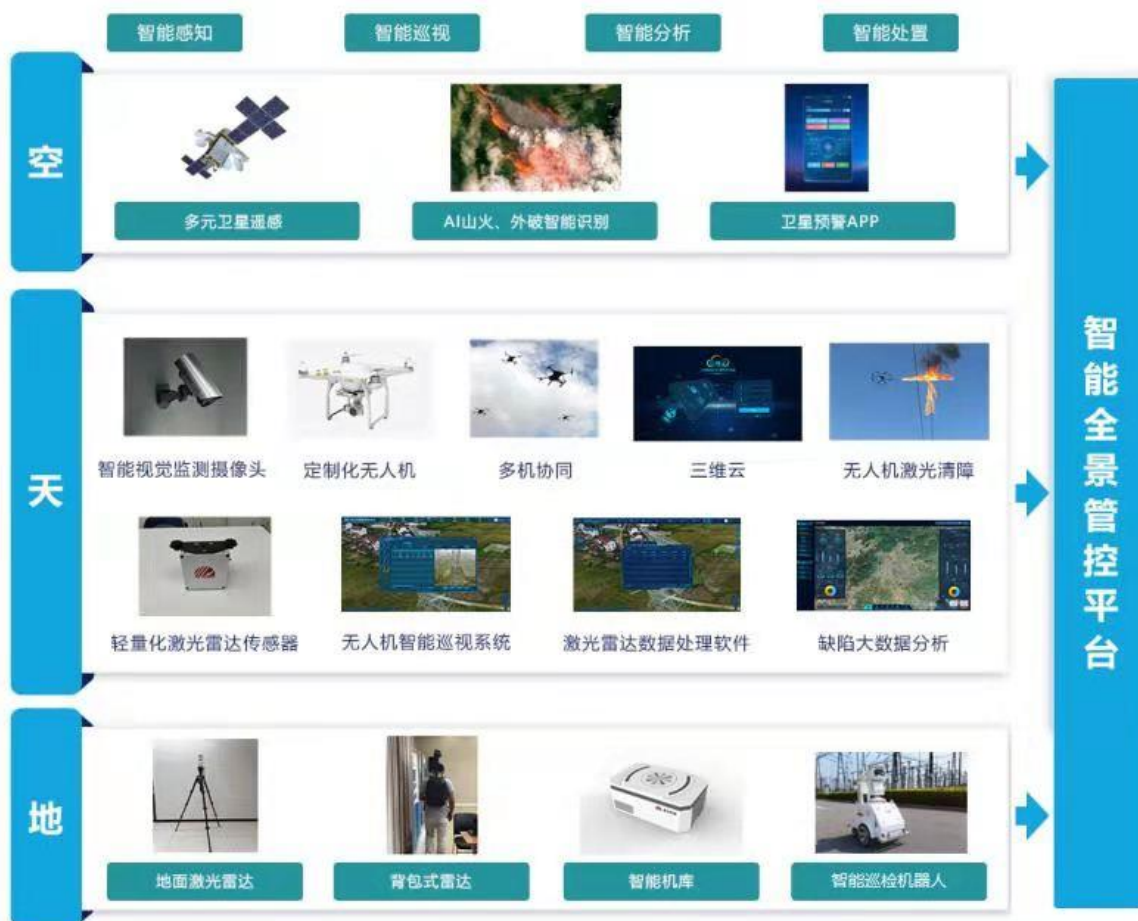 智能感知
智能巡视
智能分析
智能处置
空
多元卫星遥感
AI山火、外破智能识别
卫星预警APP
天
智能视觉监测摄像头
定制化无人机
多机协同
三维云
无人机激光清障
轻量化激光雷达传感器
无人机智能巡视系统
激光雷达数据处理软件
缺陷大数据分析
地
地面激光雷达
背包式雷达
智能机库
智能巡检机器人
智能全景管控平台